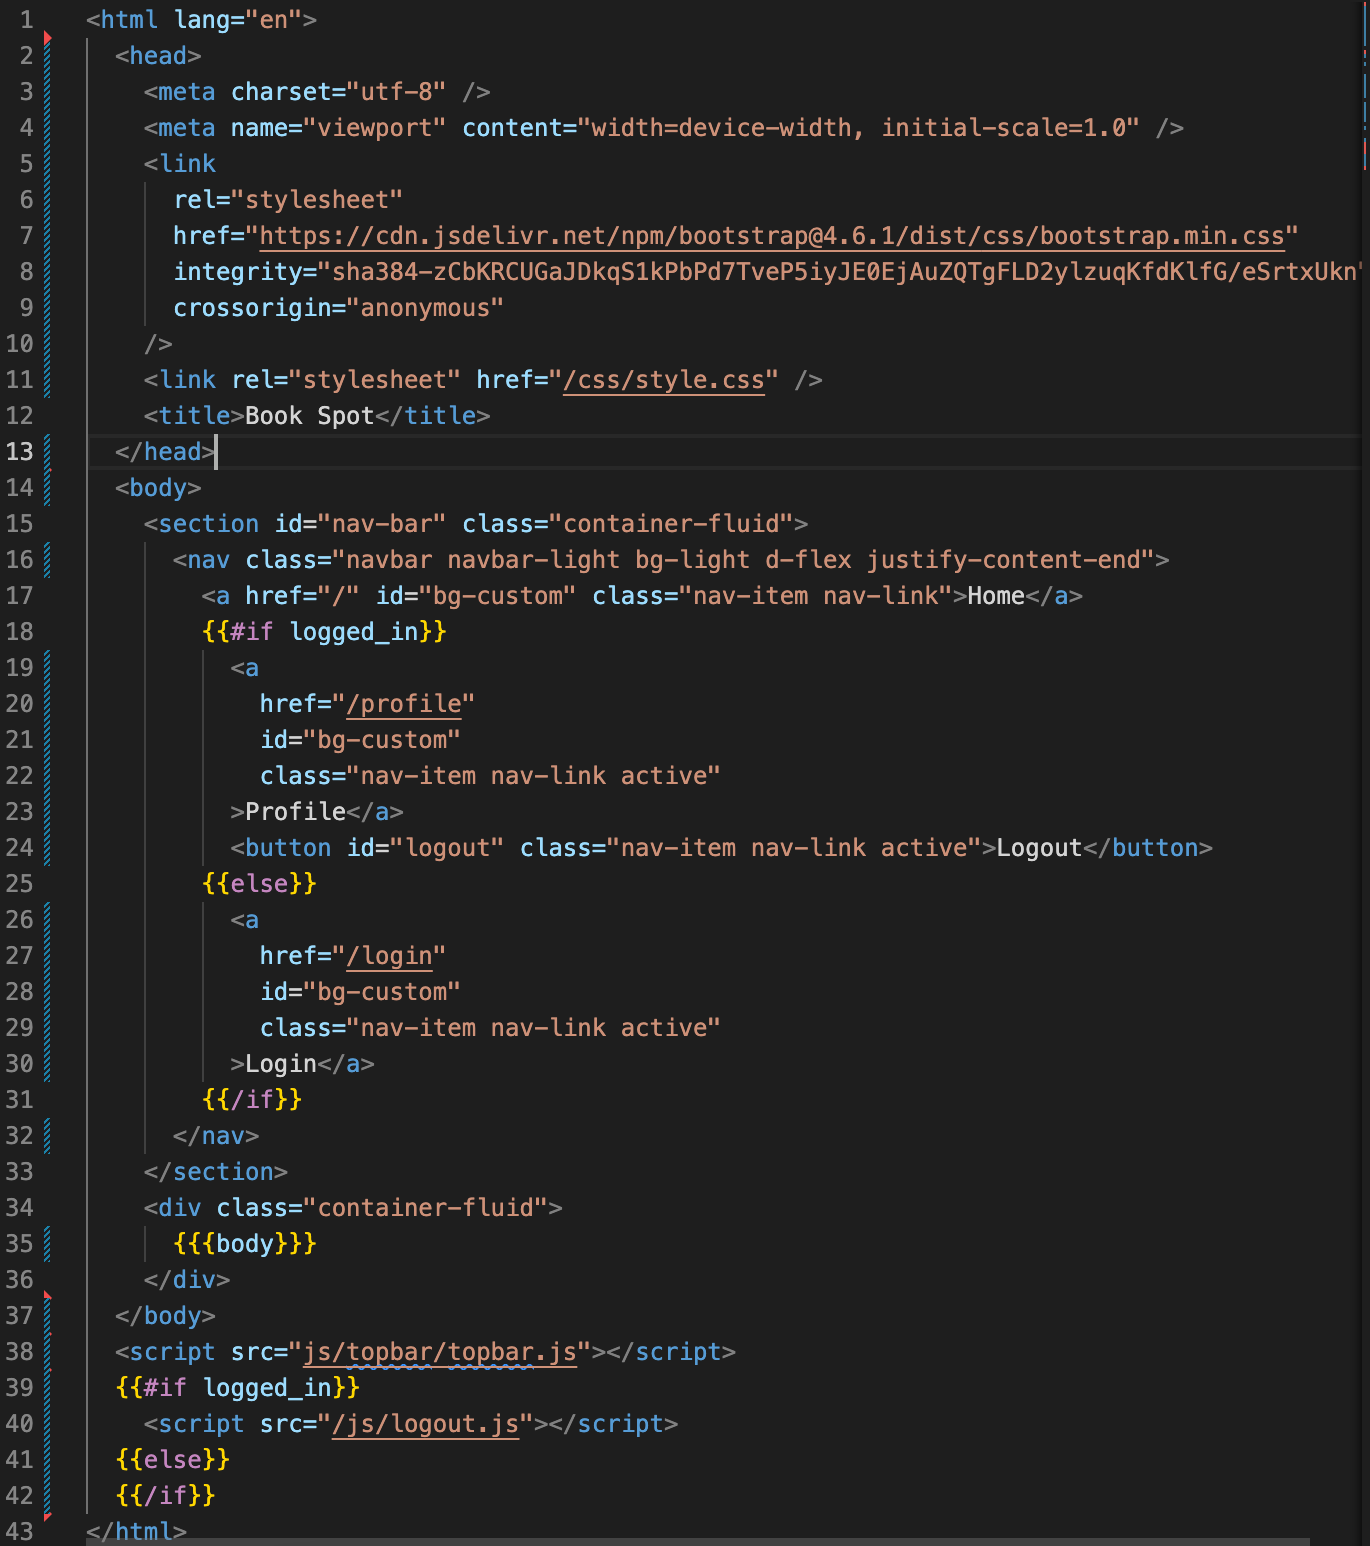 1 <html lang="en">
2 <head>
3 <meta charset="utf-8" />
4 <meta name="viewport" content="width=device-width, initial-scale=1.0" />
5 <link
6 rel="stylesheet"
7 href="https://cdn.jsdelivr.net/npm/bootstrap@4.6.1/dist/css/bootstrap.min.css"
8 integrity="sha384-zCbKRCUGaJDkqS1kPbPd7TveP5iyJE0EjAuZQTgFLD2ylzuqKfdKlfG/eSrtxUkn"
9 crossorigin="anonymous"
10 />
11 <link rel="stylesheet" href="/css/style.css" />
12 <title>Book Spot</title>
13 </head>
14 <body>
15 <section id="nav-bar" class="container-fluid">
16 <nav class="navbar navbar-light bg-light d-flex justify-content-end">
17 <a href="/" id="bg-custom" class="nav-item nav-link">Home</a>
18 {{#if logged_in}}
19 <a
20 href="/profile"
21 id="bg-custom"
22 class="nav-item nav-link active"
23 >Profile</a>
24 <button id="logout" class="nav-item nav-link active">Logout</button>
25 {{else}}
26 <a
27 href="/login"
28 id="bg-custom"
29 class="nav-item nav-link active"
30 >Login</a>
31 {{/if}}
32 </nav>
33 </section>
34 <div class="container-fluid">
35 {{{body}}}
36 </div>
37 </body>
38 <script src="js/topbar/topbar.js"></script>
39 {{#if logged_in}}
40 <script src="/js/logout.js"></script>
41 {{else}}
42 {{/if}}
43 </html>